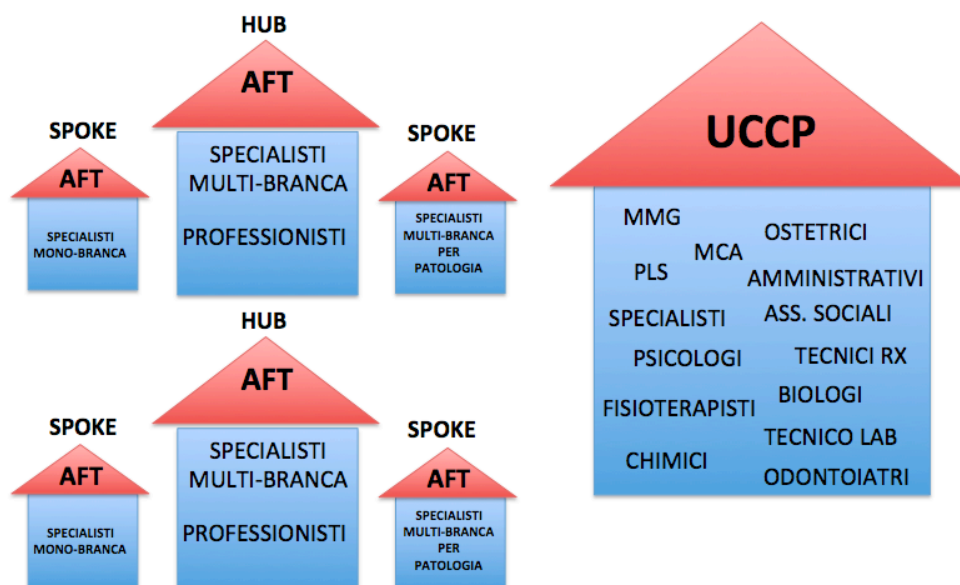 HUB
AFT
SPECIALISTI
MULTI-BRANCA
PROFESSIONISTI
SPOKE
AFT
SPECIALISTI
MONO-BRANCA
SPOKE
AFT
SPECIALISTI
MULTI-BRANCA
PER
PATOLOGIA
HUB
AFT
SPECIALISTI
MULTI-BRANCA
PROFESSIONISTI
SPOKE
AFT
SPECIALISTI
MONO-BRANCA
SPOKE
AFT
SPECIALISTI
MULTI-BRANCA
PER
PATOLOGIA
UCCP
MMG
OSTETRICI
MCA
PLS
AMMINISTRATIVI
SPECIALISTI
ASS. SOCIALI
PSICOLOGI
TECNICI RX
BIOLOGI
FISIOTERAPISTI
TECNICO LAB
CHIMICI
ODONTOIATRI